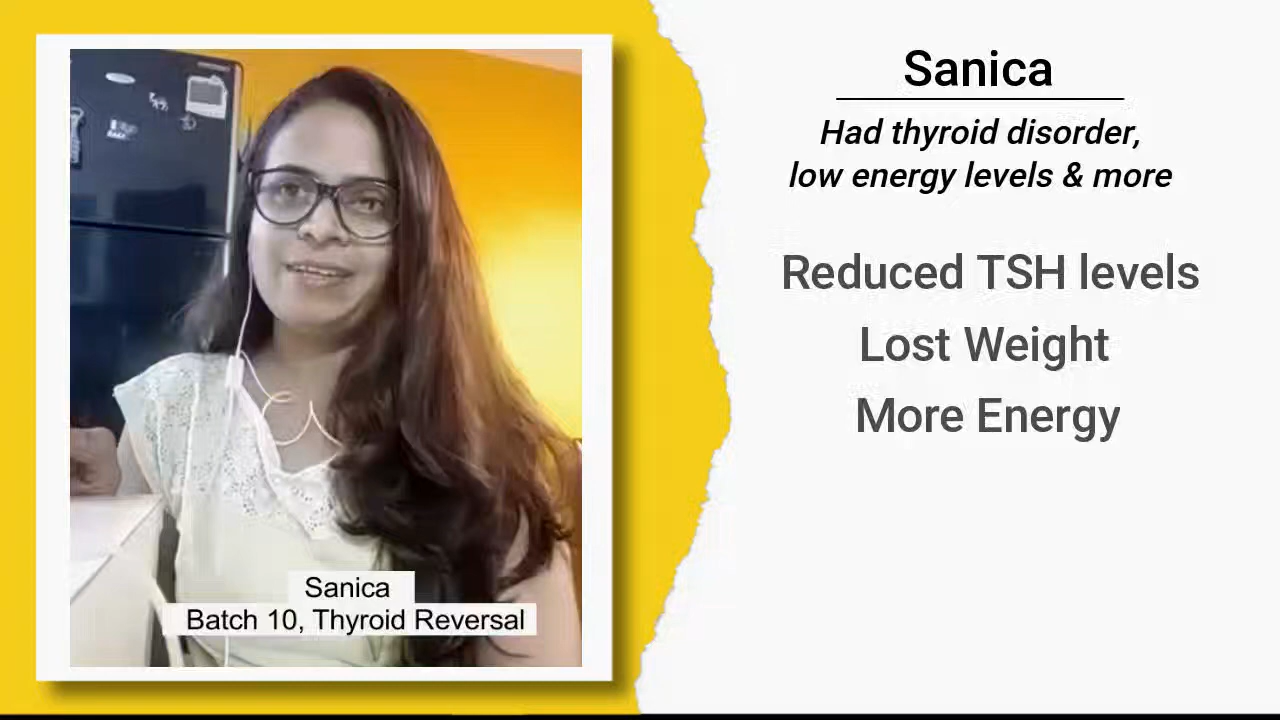 Sanica
Had thyroid disorder,
low energy levels & more
Reduced TSH levels
Lost Weight
More Energy
Sanica
Batch 10, Thyroid Reversal